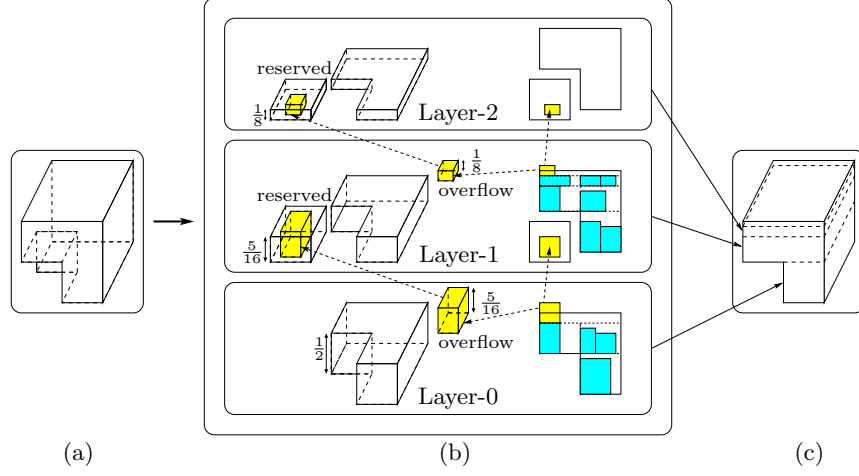 reserved
1/8
Layer-2
1/8
overflow
reserved
5/16
Layer-1
5/16
overflow
1/2
Layer-0
(a) (b) (c)